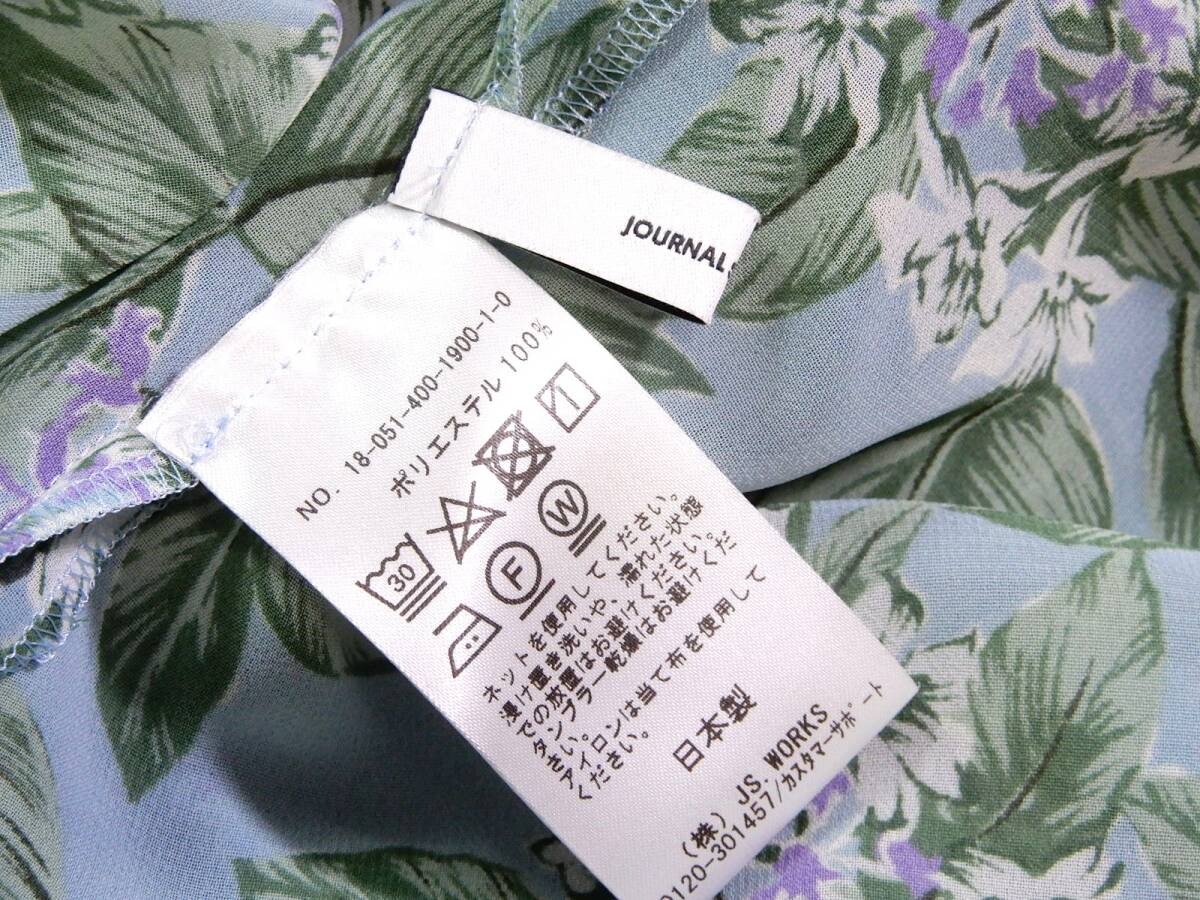 JOURNAL
NO. 18-051-400-1900-1-0
ポリエステル 100%
30
F
W
ネットを使用してください。
浸け置き洗いや、濡れた状態
での放置はお避けください。
タンブラー乾燥はお避けくだ
さい。
アイロンは当て布を使用して
ください。
日本製
(株) JS. WORKS
0120-301457/カスタマーサポート